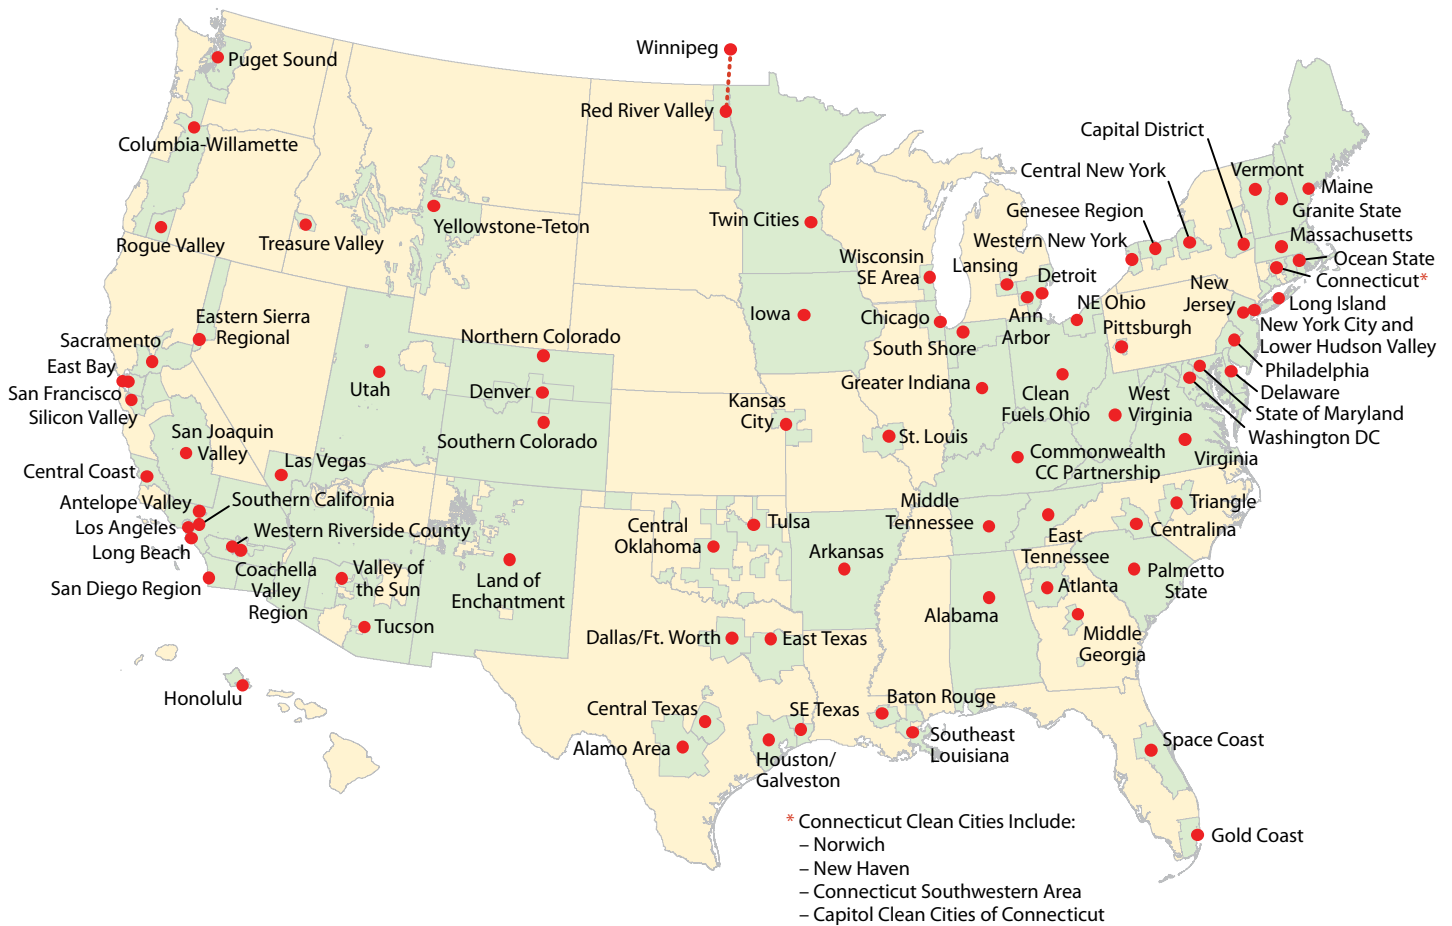 Winnipeg
Puget Sound
Red River Valley
Capital District
Columbia-Willamette
Central New York
Vermont
Maine
Genesee Region
Granite State
Yellowstone-Teton
Twin Cities
Rogue Valley
Treasure Valley
Western New York
Massachusetts
Wisconsin
SE Area
Lansing
Detroit
Ocean State
Connecticut*
New
Jersey
Long Island
Eastern Sierra
Regional
Iowa
Chicago
Ann
Arbor
NE Ohio
Pittsburgh
New York City and
Lower Hudson Valley
Sacramento
Northern Colorado
South Shore
East Bay
Philadelphia
San Francisco
Utah
Denver
Greater Indiana
Clean
Fuels Ohio
West
Virginia
Delaware
Silicon Valley
Kansas
City
State of Maryland
San Joaquin
Valley
Southern Colorado
St. Louis
Washington DC
Central Coast
Las Vegas
Commonwealth
CC Partnership
Virginia
Antelope Valley
Southern California
Middle
Tennessee
Triangle
Los Angeles
Western Riverside County
Central
Oklahoma
Tulsa
Centralina
Long Beach
East
Tennessee
Arkansas
San Diego Region
Coachella
Valley
Region
Valley of
the Sun
Land of
Enchantment
Atlanta
Palmetto
State
Alabama
Tucson
Dallas/Ft. Worth
East Texas
Middle
Georgia
Honolulu
Central Texas
SE Texas
Baton Rouge
Alamo Area
Houston/
Galveston
Southeast
Louisiana
Space Coast
* Connecticut Clean Cities Include:
– Norwich
– New Haven
– Connecticut Southwestern Area
– Capitol Clean Cities of Connecticut
Gold Coast